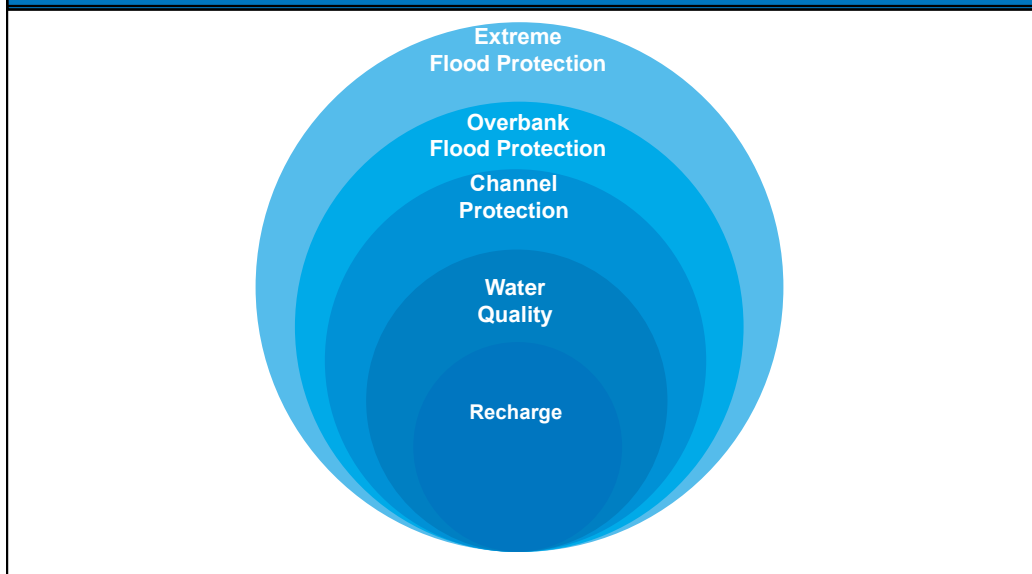 Extreme
Flood Protection
Overbank
Flood Protection
Channel
Protection
Water
Quality
Recharge